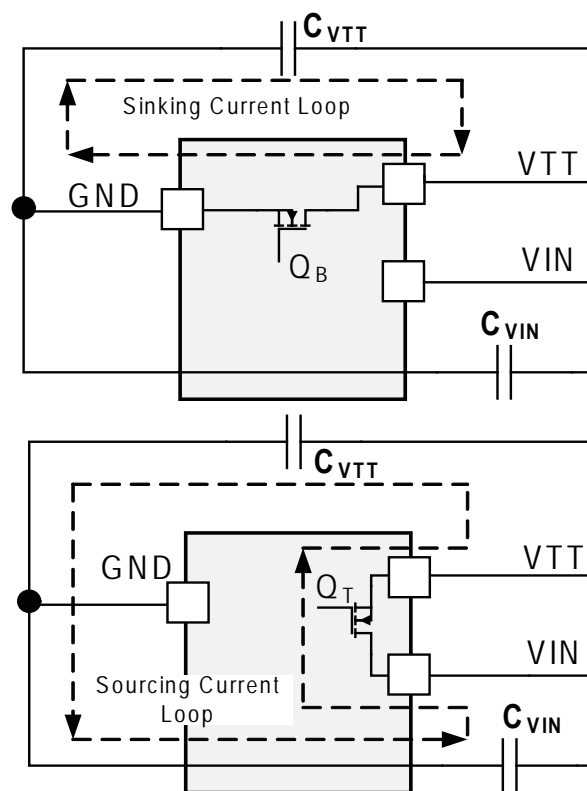 CVTT
Sinking Current Loop
GND
VTT
QB
VIN
CVIN
CVTT
GND
VTT
QT
VIN
Sourcing Current
Loop
CVIN